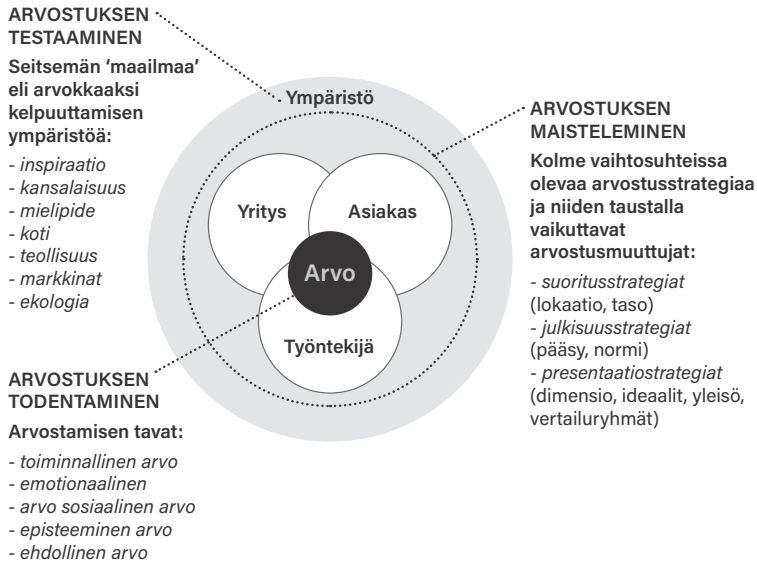 ARVOSTUKSEN
TESTAAMINEN
Seitsemän ‘maailmaa’
eli arvokkaaksi
kelpuuttamisen
ympäristöä:
- inspiraatio
- kansalaisuus
- mielipide
- koti
- teollisuus
- markkinat
- ekologia
Ympäristö
Yritys
Asiakas
Arvo
Työntekijä
ARVOSTUKSEN
MAISTELEMINEN
Kolme vaihtosuhteissa
olevaa arvostusstrategiaa
ja niiden taustalla
vaikuttavat
arvostusmuuttujat:
- suoritusstrategiat
(lokaatio, taso)
- julkisuusstrategiat
(pääsy, normi)
- presentaatiostrategiat
(dimensio, ideaalit, yleisö,
vertailuryhmät)
ARVOSTUKSEN
TODENTAMINEN
Arvostamisen tavat:
- toiminnallinen arvo
- emotionaalinen
- arvo sosiaalinen arvo
- episteeminen arvo
- ehdollinen arvo